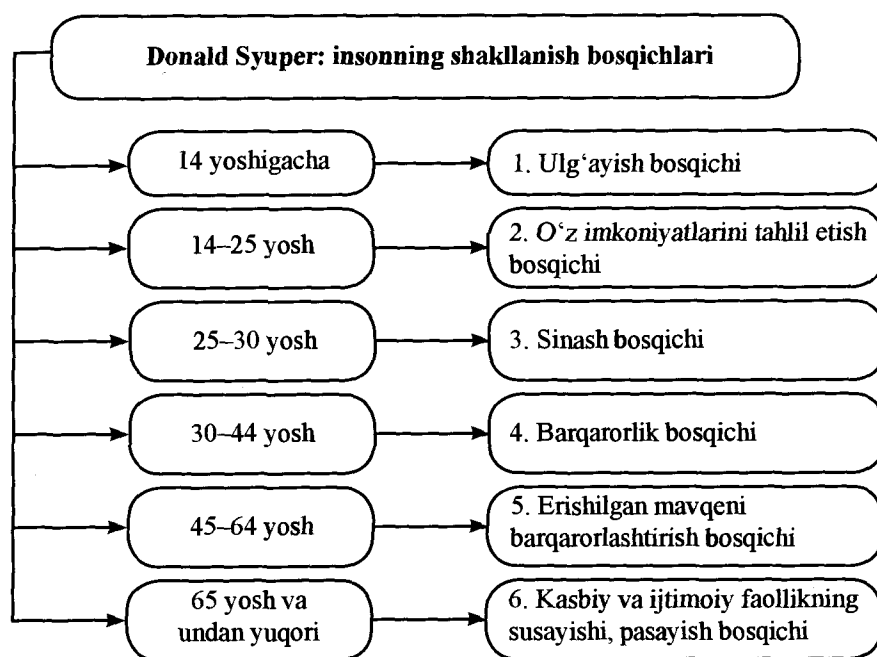 Donald Syuper: insonning shakllanish bosqichlari
14 yoshigacha
1. Ulg‘ayish bosqichi
14–25 yosh
2. O‘z imkoniyatlarini tahlil etish
bosqichi
25–30 yosh
3. Sinash bosqichi
30–44 yosh
4. Barqarorlik bosqichi
45–64 yosh
5. Erishilgan mavqeni
barqarorlashtirish bosqichi
65 yosh va
undan yuqori
6. Kasbiy va ijtimoiy faollikning
susayishi, pasayish bosqichi